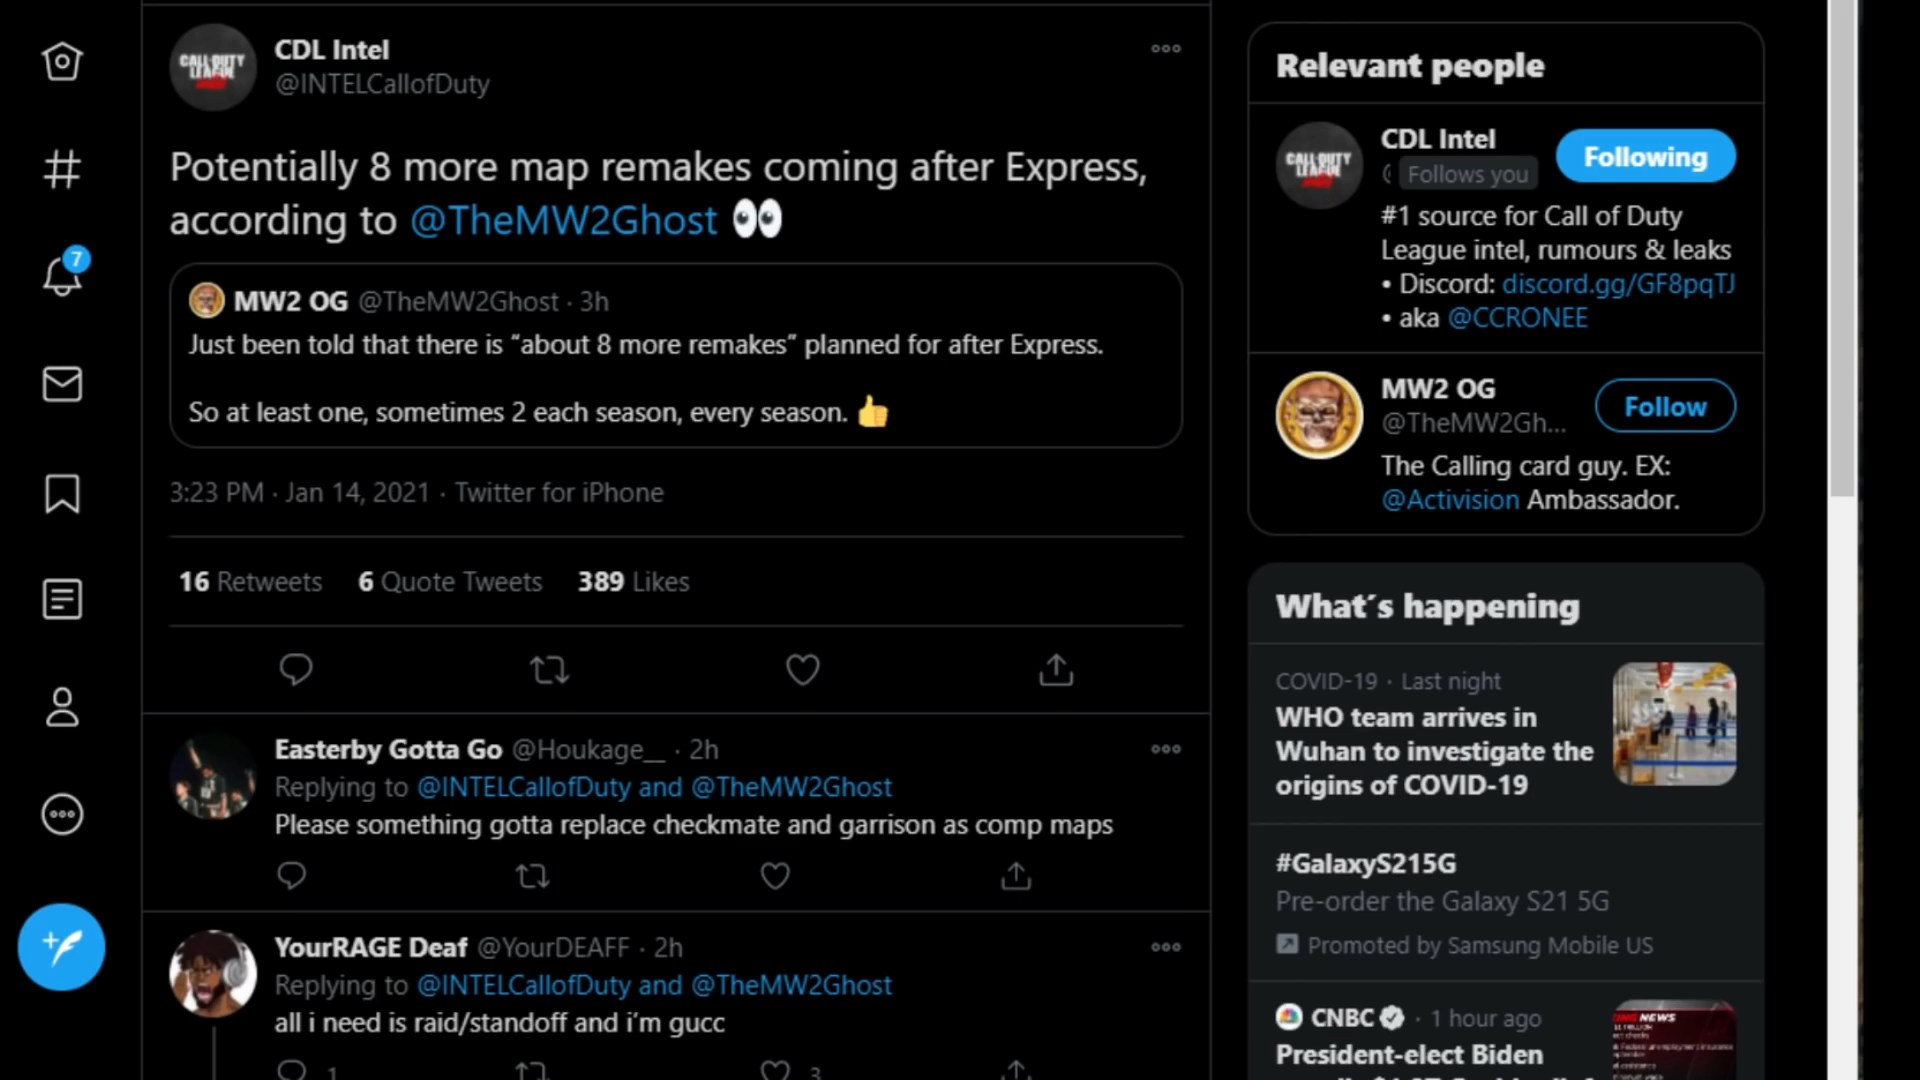 CDL Intel
@INTELCallofDuty
Potentially 8 more map remakes coming after Express,
according to @TheMW2Ghost 👀
MW2 OG @TheMW2Ghost · 3h
Just been told that there is “about 8 more remakes” planned for after Express.
So at least one, sometimes 2 each season, every season. 👍
3:23 PM · Jan 14, 2021 · Twitter for iPhone
16 Retweets 6 Quote Tweets 389 Likes
Easterby Gotta Go @Houkage__ · 2h
Replying to @INTELCallofDuty and @TheMW2Ghost
Please something gotta replace checkmate and garrison as comp maps
YourRAGE Deaf @YourDEAFF · 2h
Replying to @INTELCallofDuty and @TheMW2Ghost
all i need is raid/standoff and i’m gucc
1 3
7
CALL OF DUTY
LEAGUE
Relevant people
CDL Intel
Follows you
Following
#1 source for Call of Duty
League intel, rumours & leaks
• Discord: discord.gg/GF8pqTJ
• aka @CCRONEE
MW2 OG
@TheMW2Gh...
Follow
The Calling card guy. EX:
@Activision Ambassador.
What´s happening
COVID-19 · Last night
WHO team arrives in
Wuhan to investigate the
origins of COVID-19
#GalaxyS215G
Pre-order the Galaxy S21 5G
Promoted by Samsung Mobile US
CNBC · 1 hour ago
President-elect Biden
NEWS